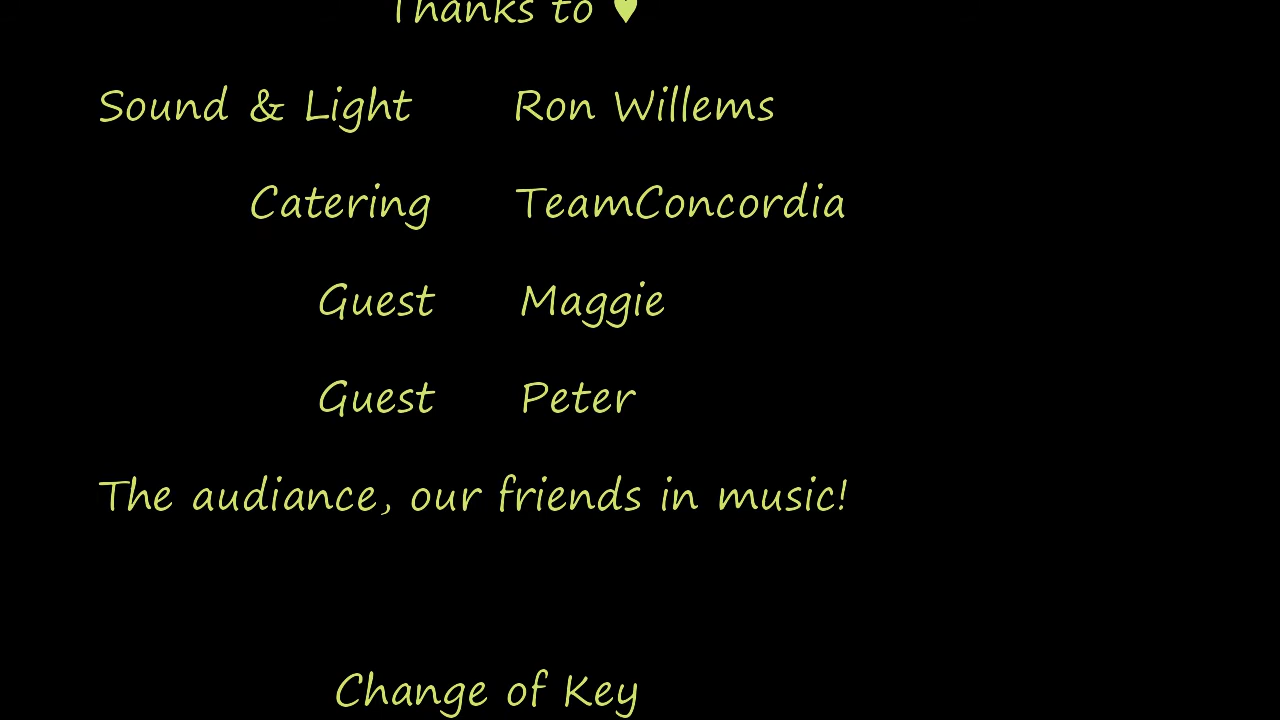 Thanks to ♥
Sound & Light Ron Willems
Catering TeamConcordia
Guest Maggie
Guest Peter
The audiance, our friends in music!
Change of Key